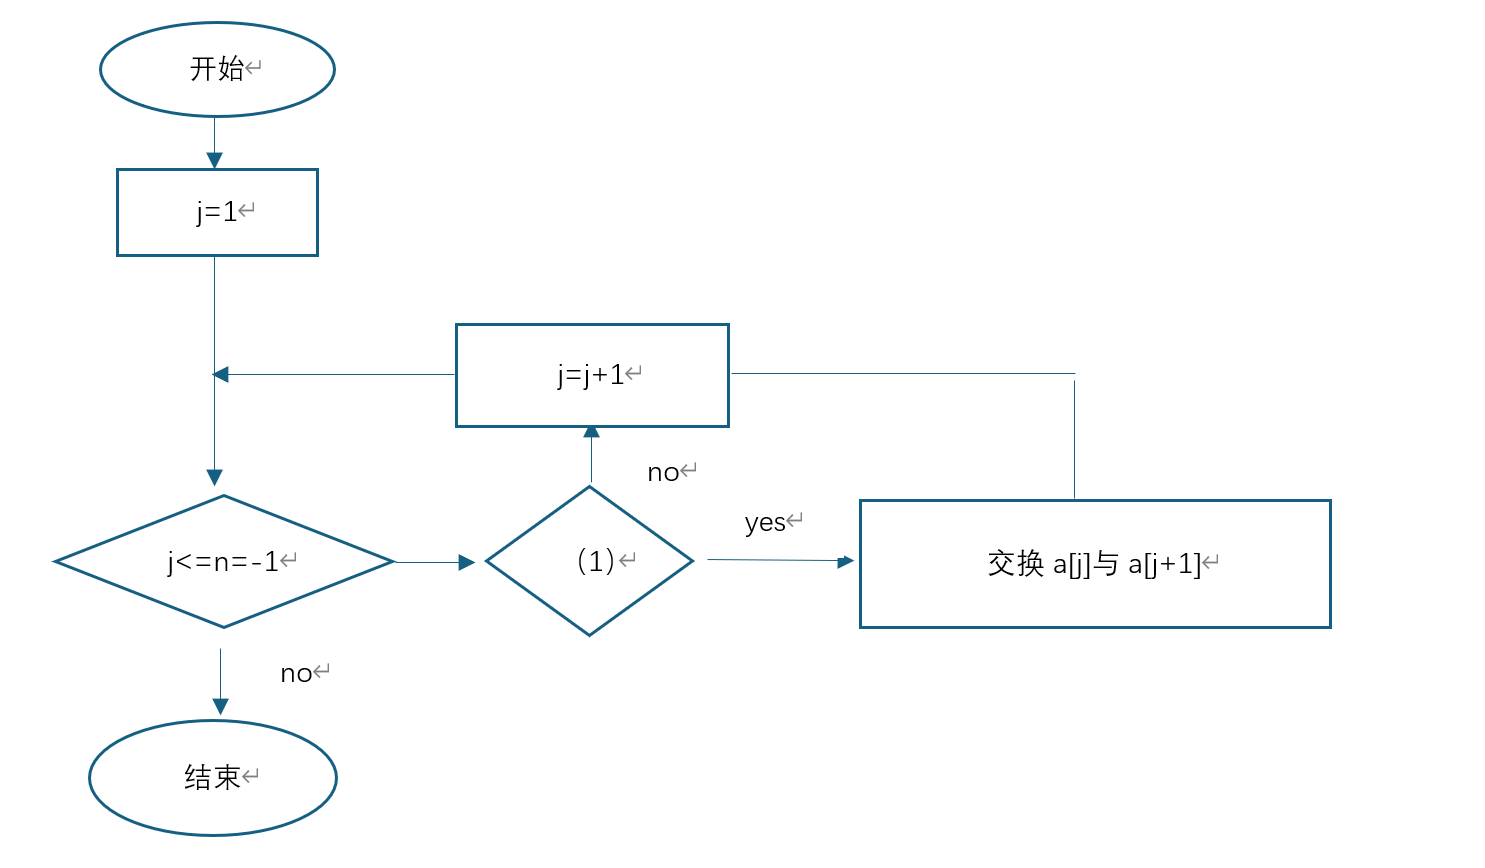 开始
j=1
j=j+1
no
yes
j<=n=-1
(1)
交换 a[j]与 a[j+1]
no
结束